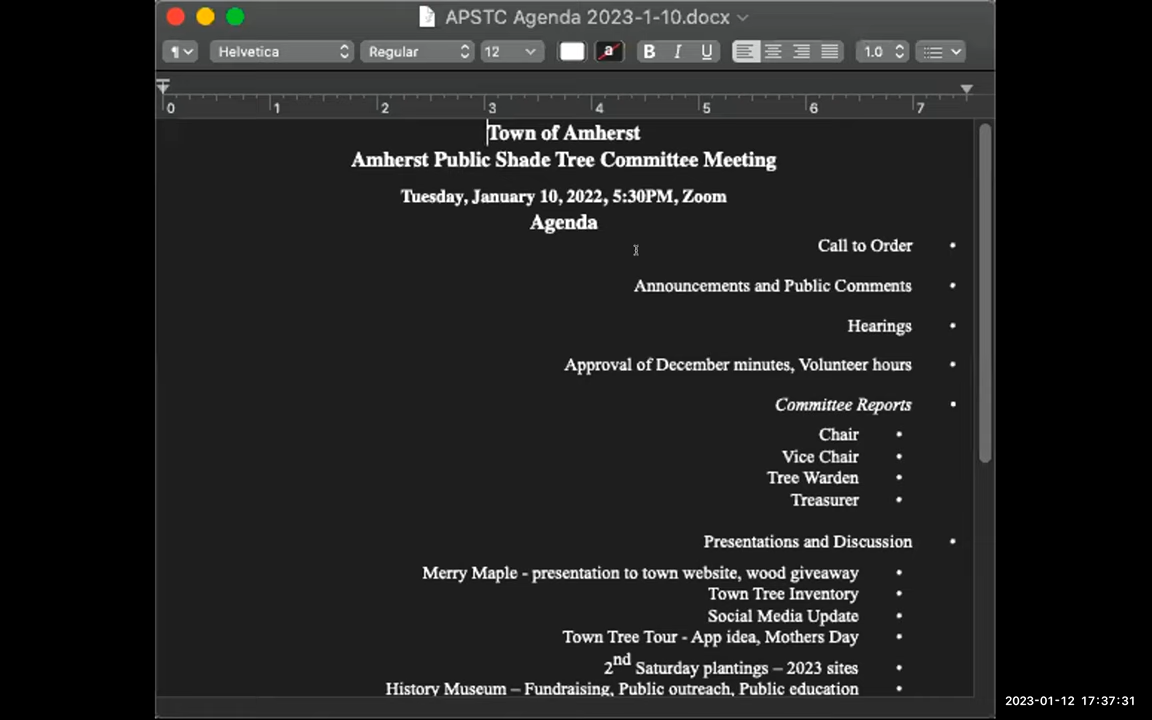 APSTC Agenda 2023-1-10.docx
¶ Helvetica Regular 12 a B I U 1.0
0 1 2 3 4 5 6 7
Town of Amherst
Amherst Public Shade Tree Committee Meeting
Tuesday, January 10, 2022, 5:30PM, Zoom
Agenda
Call to Order •
Announcements and Public Comments •
Hearings •
Approval of December minutes, Volunteer hours •
Committee Reports •
Chair •
Vice Chair •
Tree Warden •
Treasurer •
Presentations and Discussion •
Merry Maple - presentation to town website, wood giveaway •
Town Tree Inventory •
Social Media Update •
Town Tree Tour - App idea, Mothers Day •
2nd Saturday plantings – 2023 sites •
History Museum – Fundraising, Public outreach, Public education •
2023-01-12 17:37:31